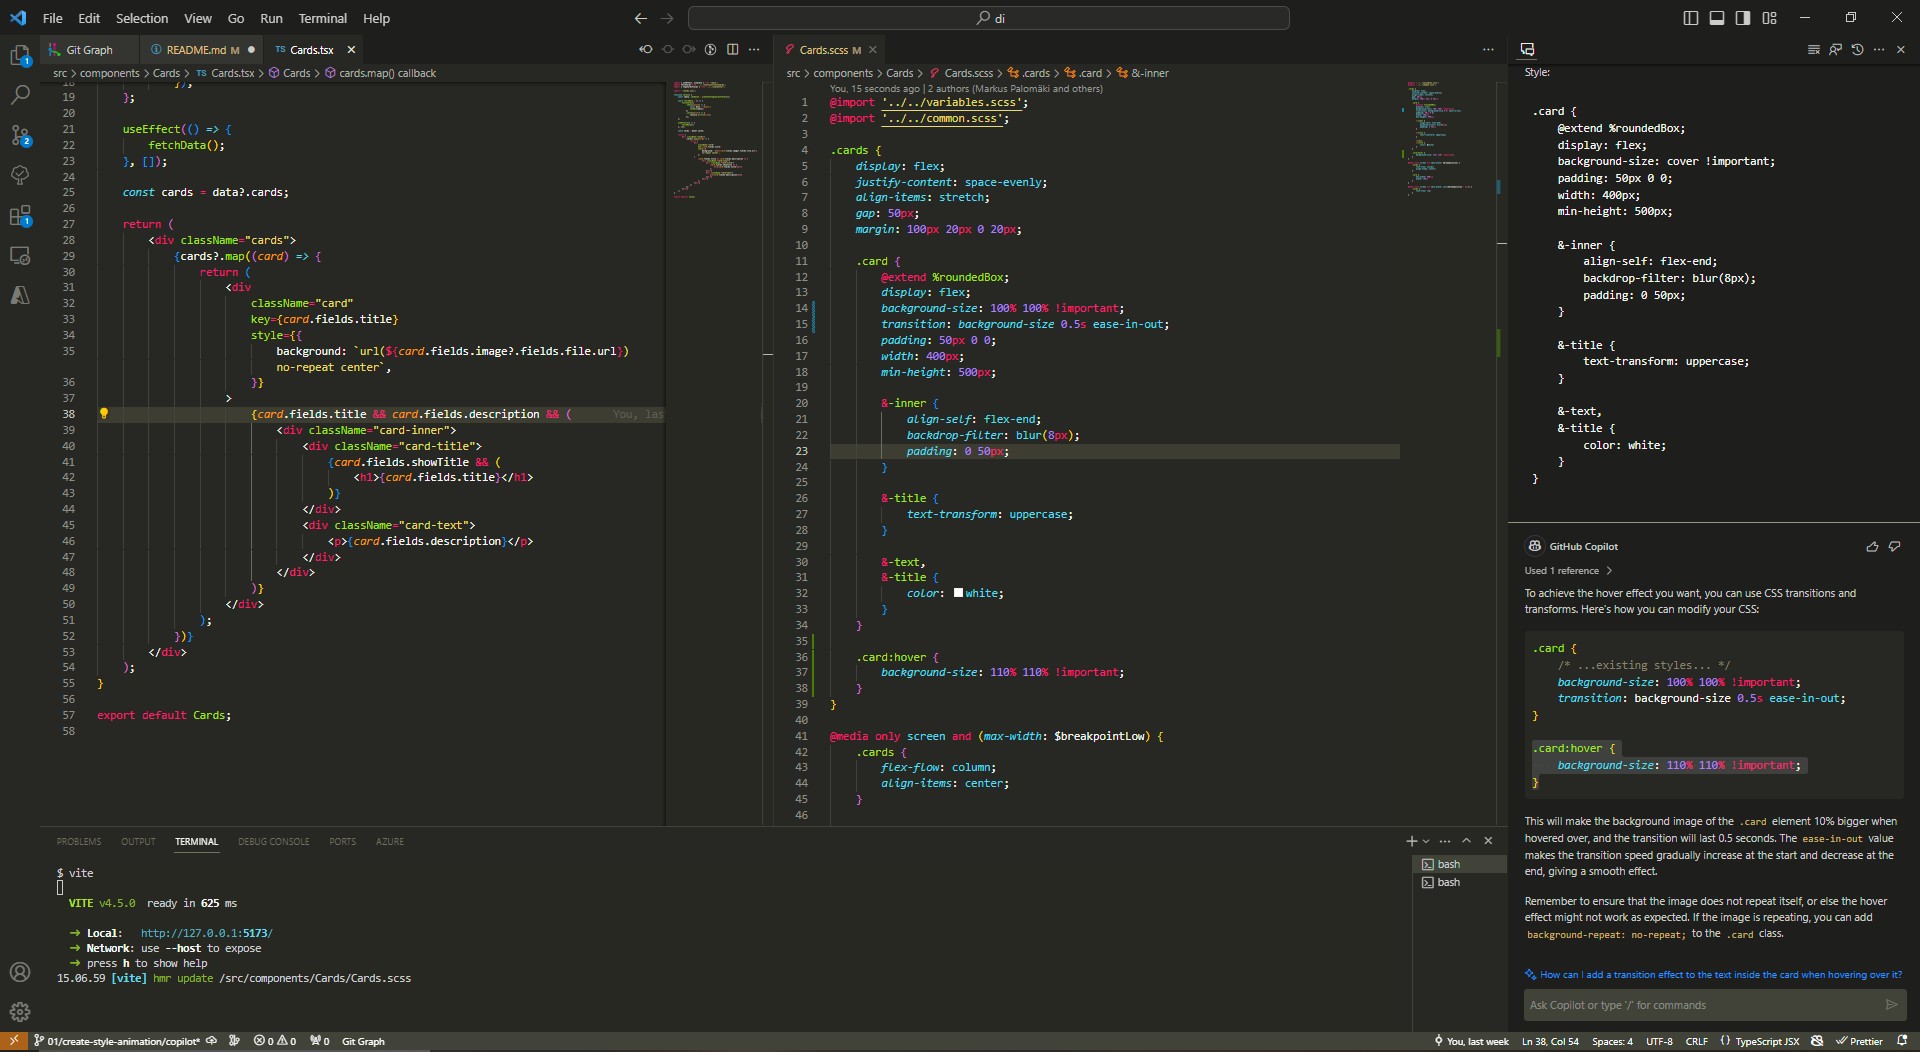 File Edit Selection View Go Run Terminal Help
di
1
2
1
Git Graph
README.md M
TS Cards.tsx
src > components > Cards > TS Cards.tsx > Cards > cards.map() callback
18 });
19 };
20
21 useEffect(() => {
22 fetchData();
23 }, []);
24
25 const cards = data?.cards;
26
27 return (
28 <div className="cards">
29 {cards?.map((card) => {
30 return (
31 <div
32 className="card"
33 key={card.fields.title}
34 style={{
35 background: `url(${card.fields.image?.fields.file.url})
no-repeat center`,
36 }}
37 >
38 {card.fields.title && card.fields.description && ( You, las
39 <div className="card-inner">
40 <div className="card-title">
41 {card.fields.showTitle && (
42 <h1>{card.fields.title}</h1>
43 )}
44 </div>
45 <div className="card-text">
46 <p>{card.fields.description}</p>
47 </div>
48 </div>
49 )}
50 </div>
51 );
52 })}
53 </div>
54 );
55 }
56
57 export default Cards;
58
Cards.scss M
src > components > Cards > Cards.scss > .cards > .card > &-inner
You, 15 seconds ago | 2 authors (Markus Palomäki and others)
1 @import '../../variables.scss';
2 @import '../../common.scss';
3
4 .cards {
5 display: flex;
6 justify-content: space-evenly;
7 align-items: stretch;
8 gap: 50px;
9 margin: 100px 20px 0 20px;
10
11 .card {
12 @extend %roundedBox;
13 display: flex;
14 background-size: 100% 100% !important;
15 transition: background-size 0.5s ease-in-out;
16 padding: 50px 0 0;
17 width: 400px;
18 min-height: 500px;
19
20 &-inner {
21 align-self: flex-end;
22 backdrop-filter: blur(8px);
23 padding: 0 50px;
24 }
25
26 &-title {
27 text-transform: uppercase;
28 }
29
30 &-text,
31 &-title {
32 color: white;
33 }
34 }
35
36 .card:hover {
37 background-size: 110% 110% !important;
38 }
39 }
40
41 @media only screen and (max-width: $breakpointLow) {
42 .cards {
43 flex-flow: column;
44 align-items: center;
45 }
46
Style:
.card {
@extend %roundedBox;
display: flex;
background-size: cover !important;
padding: 50px 0 0;
width: 400px;
min-height: 500px;
&-inner {
align-self: flex-end;
backdrop-filter: blur(8px);
padding: 0 50px;
}
&-title {
text-transform: uppercase;
}
&-text,
&-title {
color: white;
}
}
GitHub Copilot
Used 1 reference >
To achieve the hover effect you want, you can use CSS transitions and
transforms. Here's how you can modify your CSS:
.card {
/* ...existing styles... */
background-size: 100% 100% !important;
transition: background-size 0.5s ease-in-out;
}
.card:hover {
background-size: 110% 110% !important;
}
This will make the background image of the .card element 10% bigger when
hovered over, and the transition will last 0.5 seconds. The ease-in-out value
makes the transition speed gradually increase at the start and decrease at the
end, giving a smooth effect.
Remember to ensure that the image does not repeat itself, or else the hover
effect might not work as expected. If the image is repeating, you can add
background-repeat: no-repeat; to the .card class.
How can I add a transition effect to the text inside the card when hovering over it?
Ask Copilot or type '/' for commands
PROBLEMS OUTPUT TERMINAL DEBUG CONSOLE PORTS AZURE
$ vite
VITE v4.5.0 ready in 625 ms
➜ Local: http://127.0.0.1:5173/
➜ Network: use --host to expose
➜ press h to show help
15.06.59 [vite] hmr update /src/components/Cards/Cards.scss
bash
bash
01/create-style-animation/copilot* 0 0 0 Git Graph
You, last week Ln 38, Col 54 Spaces: 4 UTF-8 CRLF {} TypeScript JSX Prettier